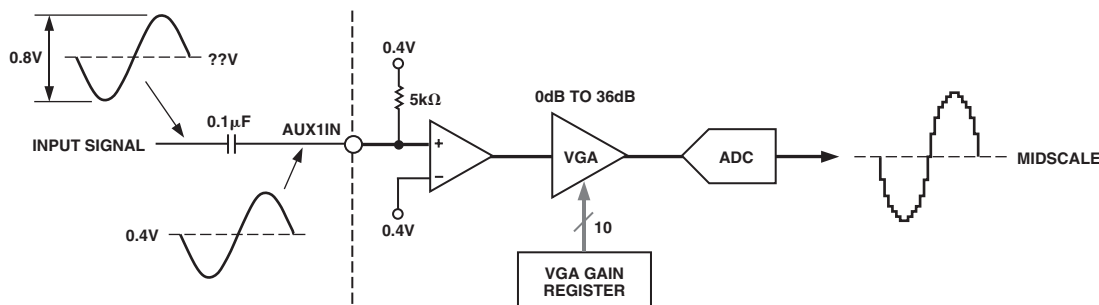 0.8V
??V
0.4V
5kΩ
0dB TO 36dB
0.1μF
AUX1IN
INPUT SIGNAL
+
−
VGA
ADC
MIDSCALE
0.4V
0.4V
10
VGA GAIN
REGISTER